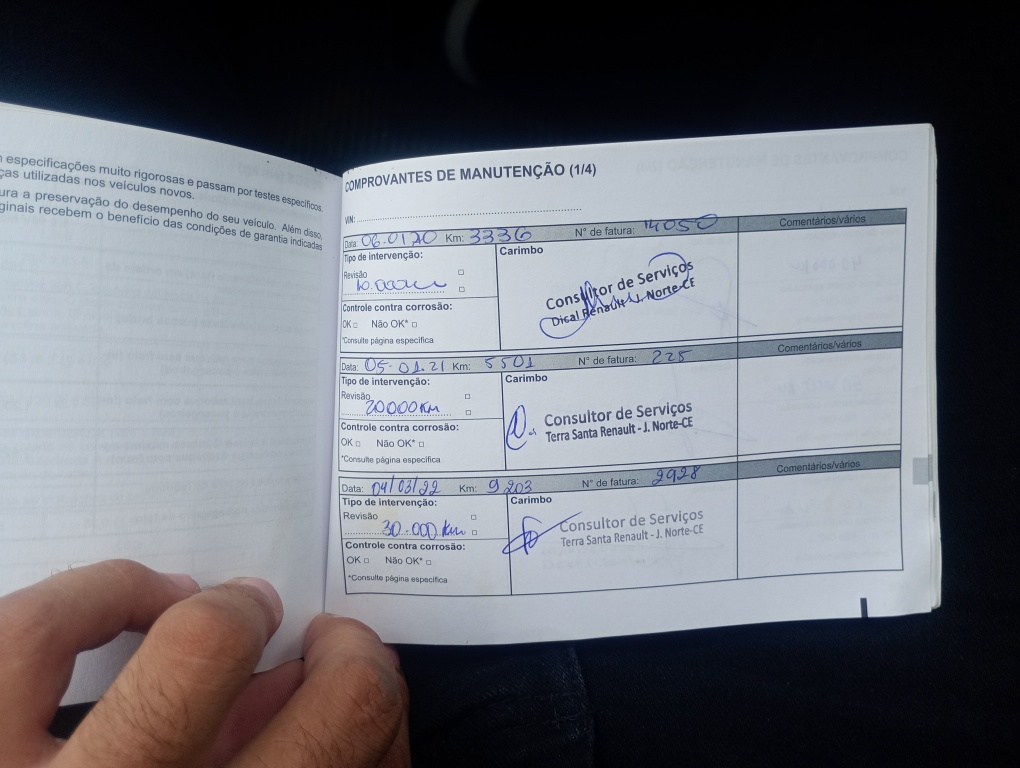 especificações muito rigorosas e passam por testes específicos,
ças utilizadas nos veículos novos.
ura a preservação do desempenho do seu veículo. Além disso,
ginais recebem o benefício das condições de garantia indicadas
COMPROVANTES DE MANUTENÇÃO (1/4)
VIN:
Data: 06.01.20 Km: 3336 N° de fatura: 14050 Comentários/vários
Tipo de intervenção: Carimbo
Revisão
10.000km
Consultor de Serviços
Dical Renault - J. Norte-CE
Controle contra corrosão:
OK □ Não OK* □
*Consulte página específica
Data: 05-01.21 Km: 5501 N° de fatura: 225 Comentários/vários
Tipo de intervenção: Carimbo
Revisão
20000Km
Consultor de Serviços
Terra Santa Renault - J. Norte-CE
Controle contra corrosão:
OK □ Não OK* □
*Consulte página específica
Data: 04/03/22 Km: 9203 N° de fatura: 2928 Comentários/vários
Tipo de intervenção: Carimbo
Revisão
30.000 km
Consultor de Serviços
Terra Santa Renault - J. Norte-CE
Controle contra corrosão:
OK □ Não OK* □
*Consulte página específica